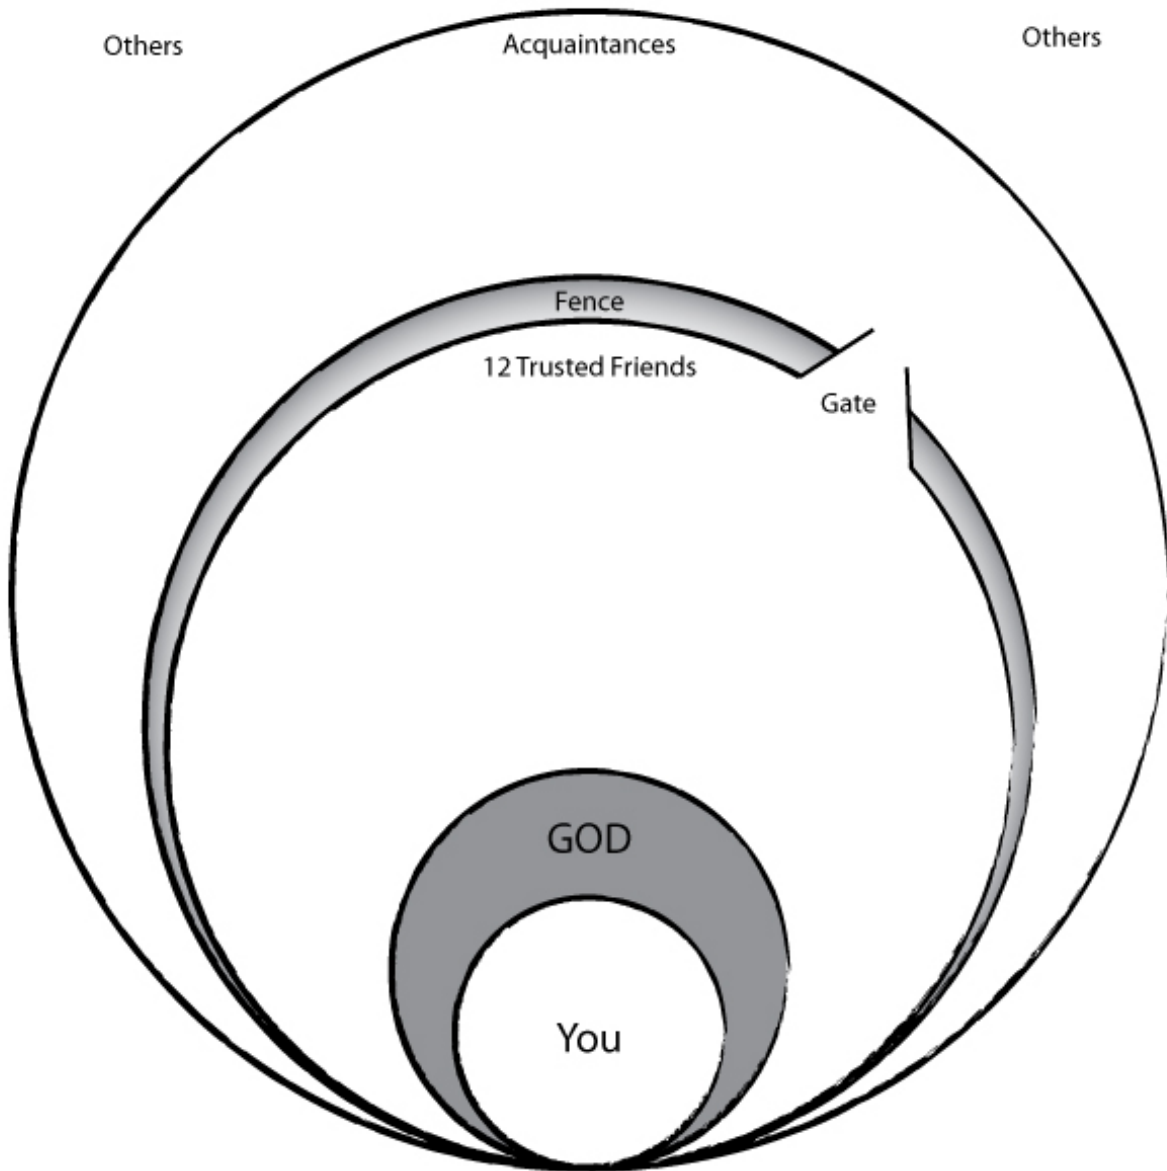 Others
Acquaintances
Others
Fence
12 Trusted Friends
Gate
GOD
You